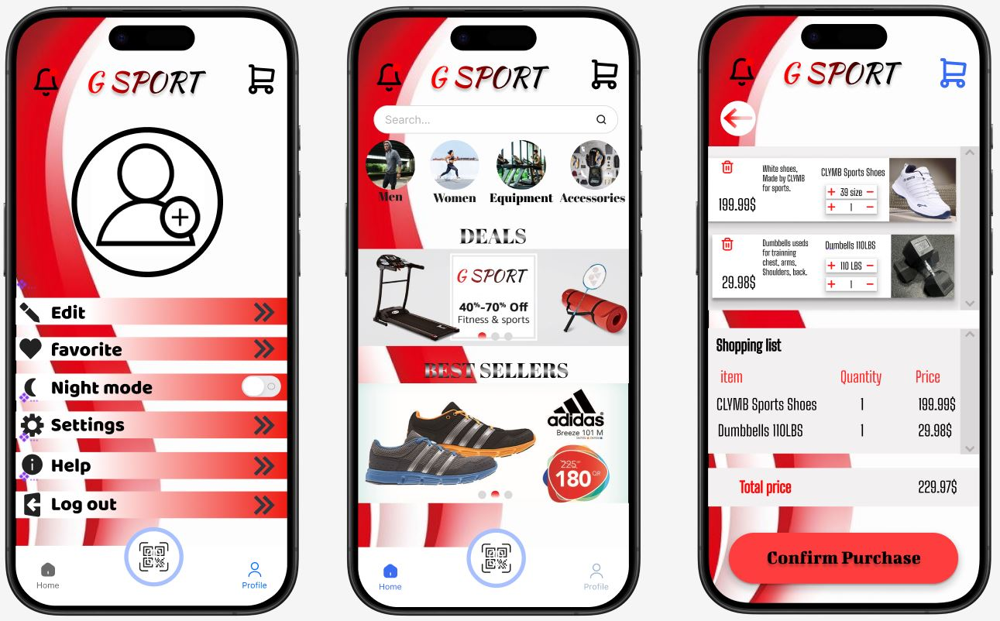 G SPORT
Edit
favorite
Night mode
Settings
Help
Log out
Home
Profile
G SPORT
Search...
Men
Women
Equipment
Accessories
DEALS
G SPORT
40%-70% Off
Fitness & sports
BEST SELLERS
adidas
Breeze 101 M
225
180 QR
Home
Profile
G SPORT
White shoes,
Made by CLYMB
for sports.
199.99$
CLYMB Sports Shoes
+ 39 size −
+ 1 −
Dumbbells useds
for trainning
chest, arms,
Shoulders, back.
29.98$
Dumbells 110LBS
+ 110 LBS −
+ 1 −
Shopping list
item Quantity Price
CLYMB Sports Shoes 1 199.99$
Dumbbells 110LBS 1 29.98$
Total price 229.97$
Confirm Purchase